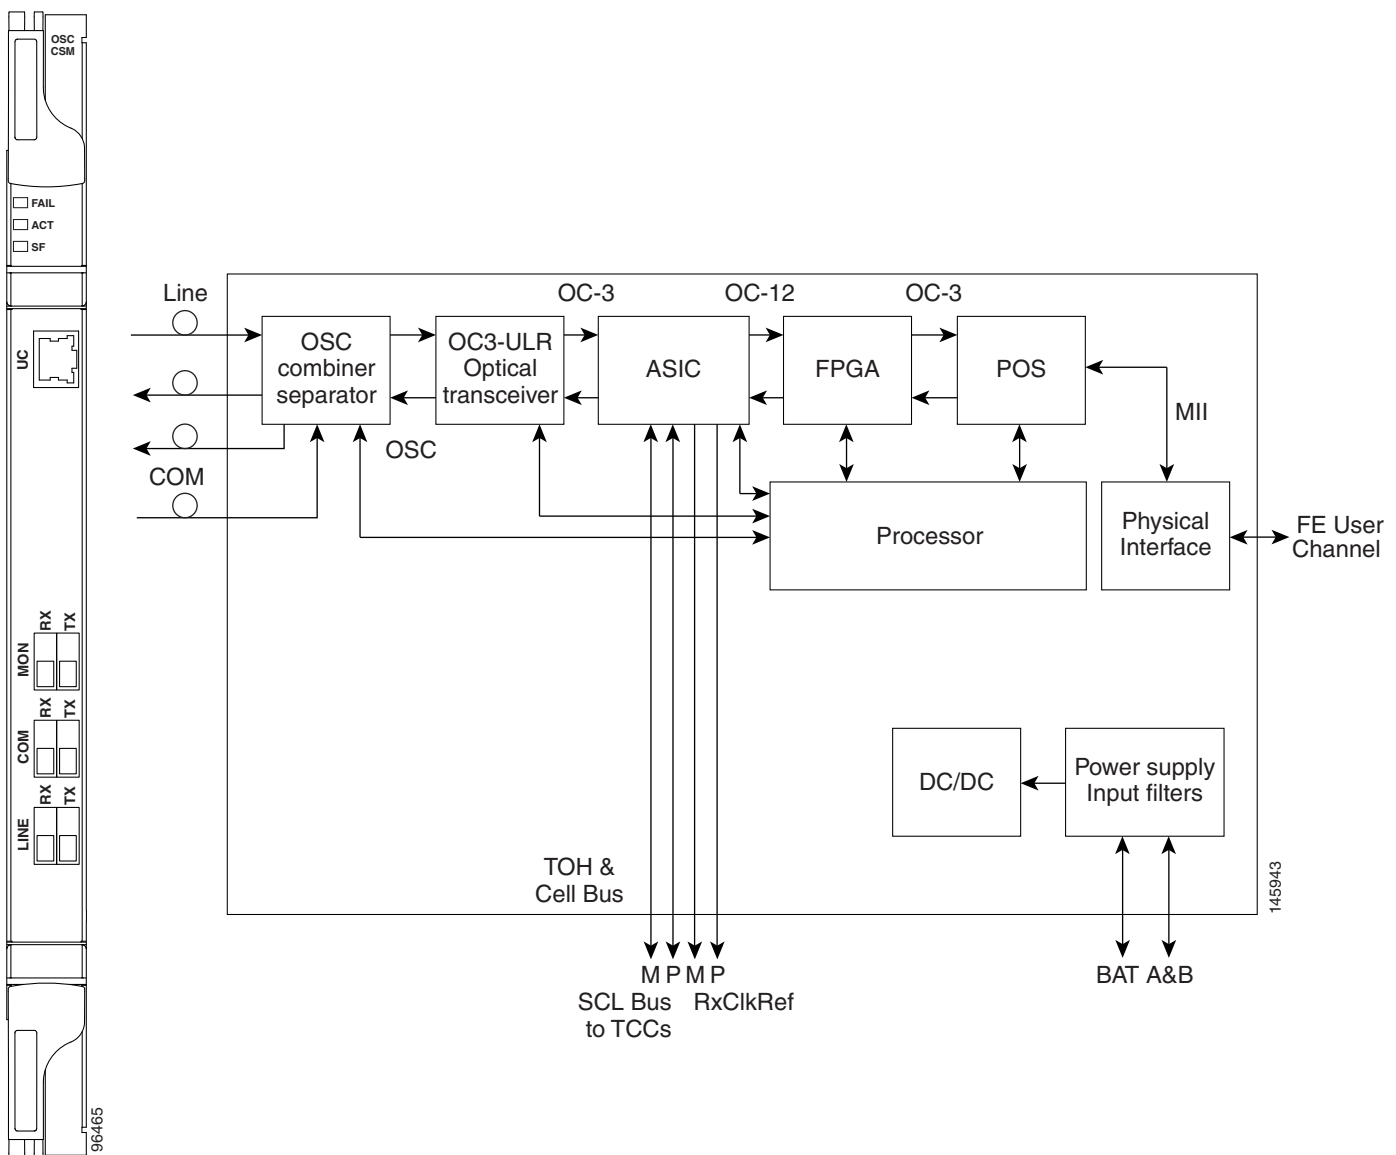 OSC
CSM
FAIL
ACT
SF
UC
RX
TX
MON
RX
TX
COM
RX
TX
LINE
96465
Line
COM
OSC
combiner
separator
OSC
OC3-ULR
Optical
transceiver
OC-3
ASIC
OC-12
FPGA
OC-3
POS
MII
Processor
Physical
Interface
FE User
Channel
DC/DC
Power supply
Input filters
TOH &
Cell Bus
M P M P
SCL Bus
to TCCs
RxClkRef
BAT A&B
145943